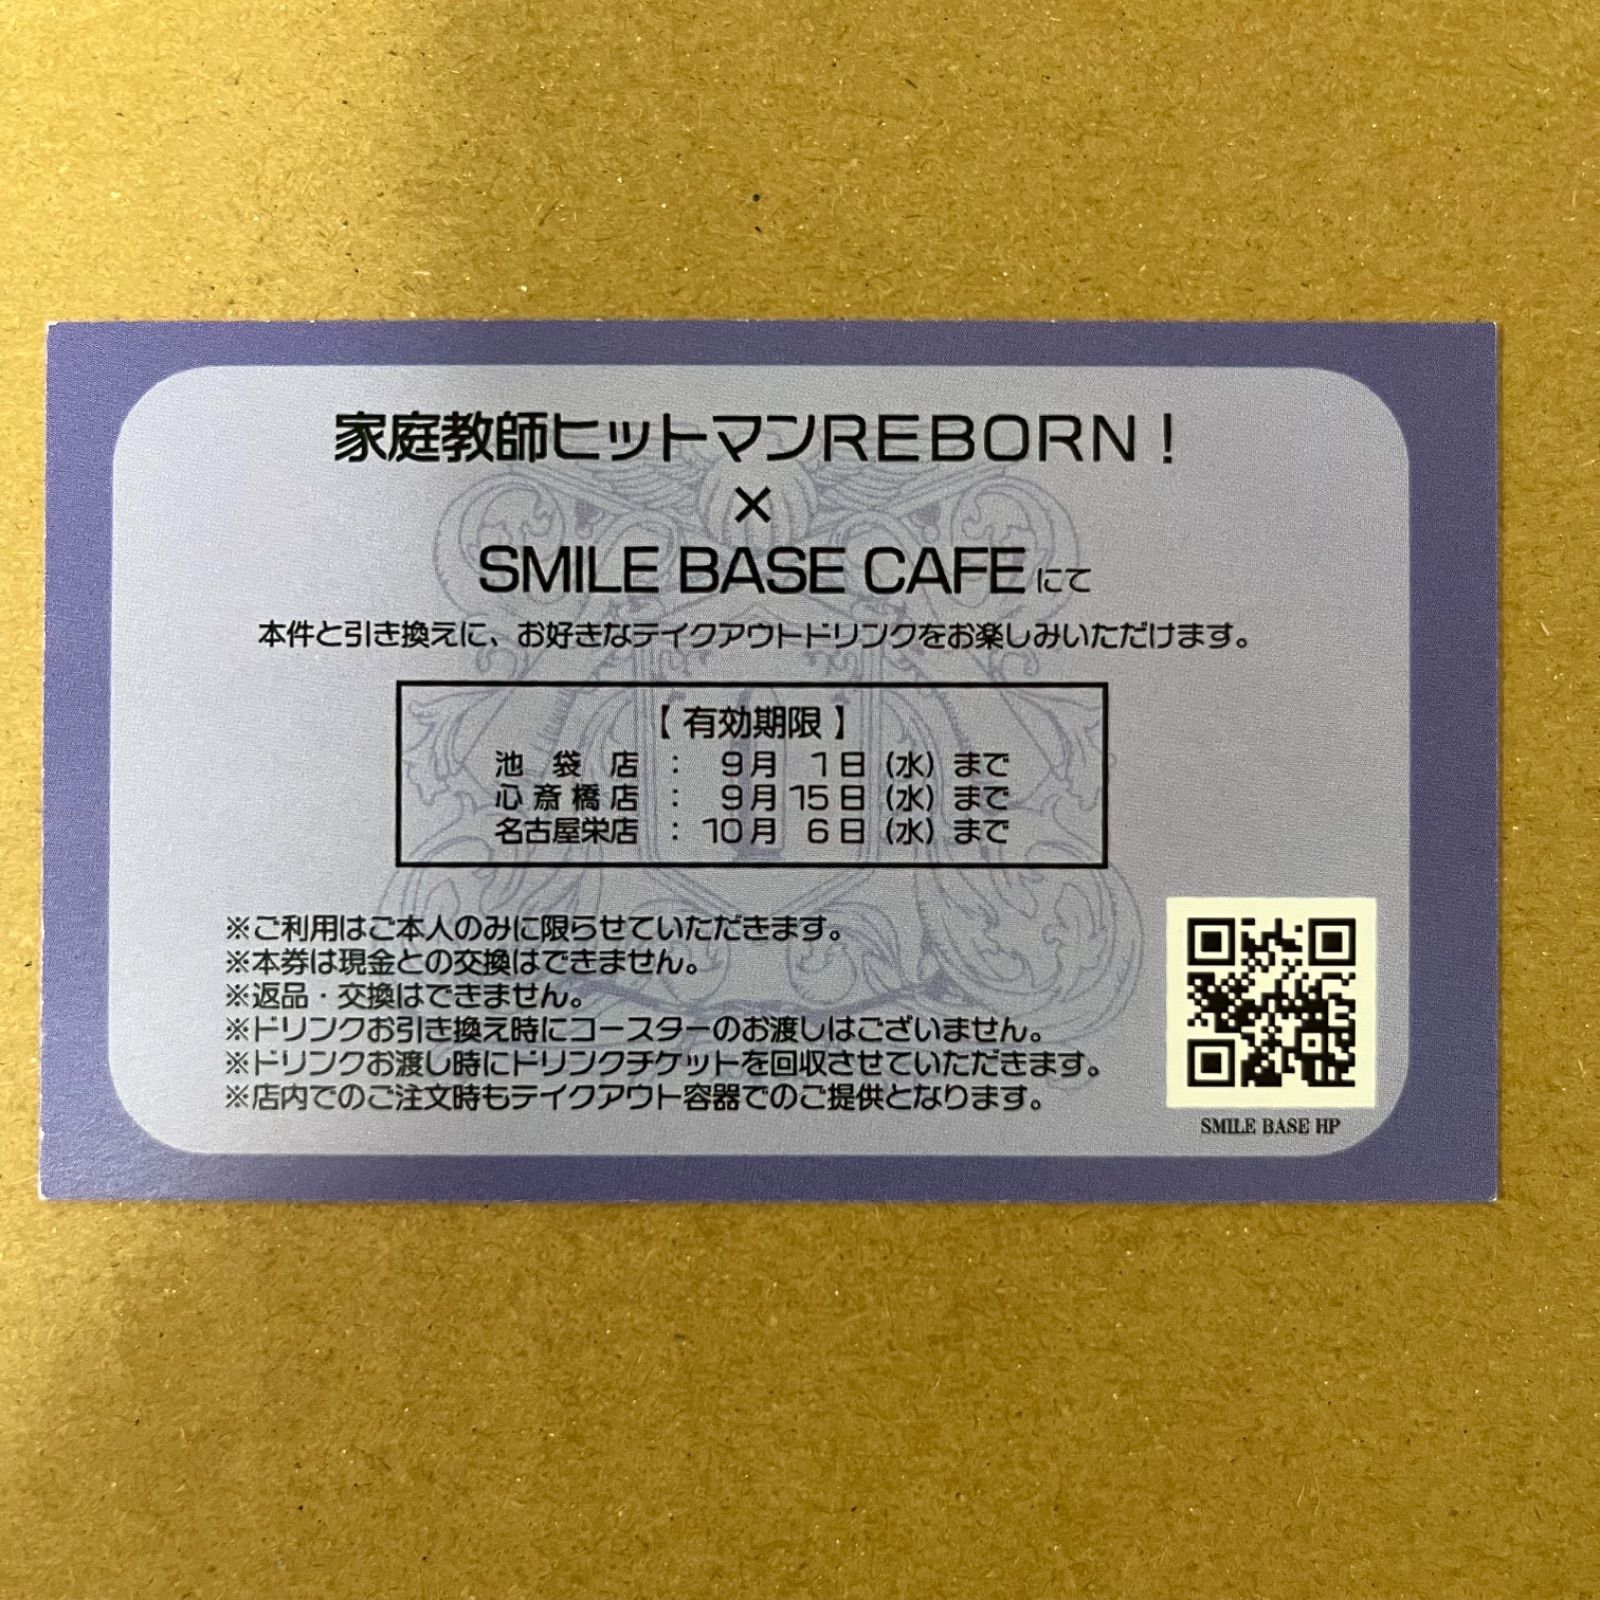 家庭教師ヒットマンREBORN！
×
SMILE BASE CAFEにて
本件と引き換えに、お好きなテイクアウトドリンクをお楽しみいただけます。
【有効期限】
池袋店：9月1日（水）まで
心斎橋店：9月15日（水）まで
名古屋栄店：10月6日（水）まで
※ご利用はご本人のみに限らせていただきます。
※本券は現金との交換はできません。
※返品・交換はできません。
※ドリンクお引き換え時にコースターのお渡しはございません。
※ドリンクお渡し時にドリンクチケットを回収させていただきます。
※店内でのご注文時もテイクアウト容器でのご提供となります。
SMILE BASE HP